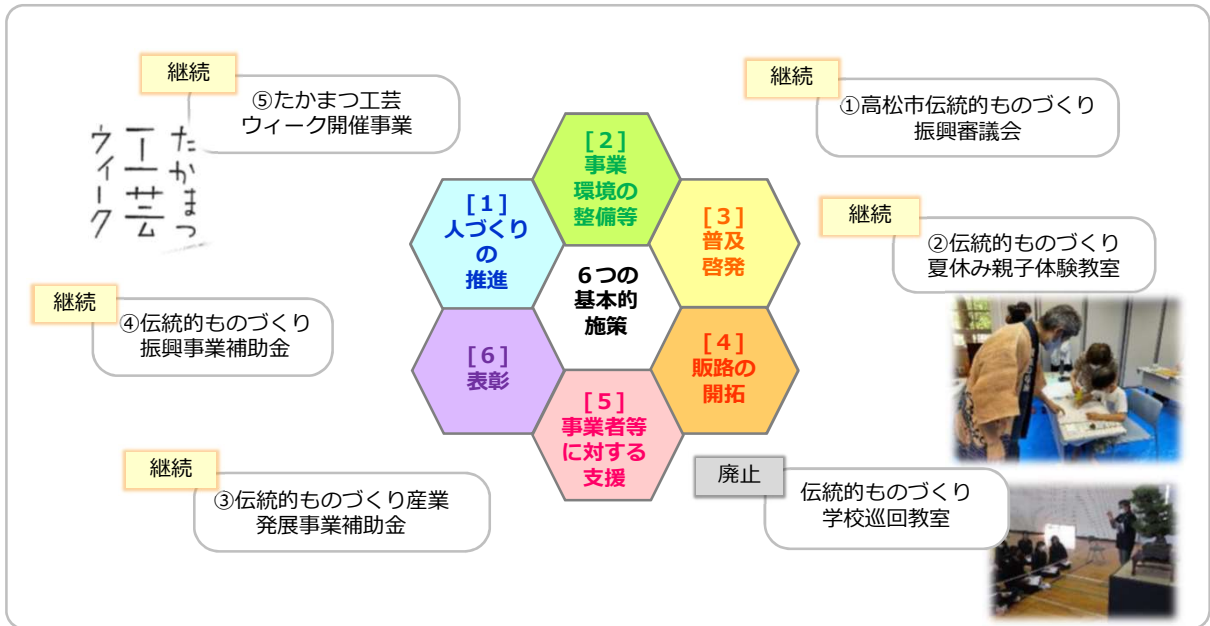 継続
⑤たかまつ工芸
ウィーク開催事業
たかまつ
工芸
ウィーク
継続
①高松市伝統的ものづくり
振興審議会
継続
②伝統的ものづくり
夏休み親子体験教室
[１]
人づくり
の
推進
[２]
事業
環境の
整備等
[３]
普及
啓発
６つの
基本的
施策
[４]
販路の
開拓
[５]
事業者等
に対する
支援
[６]
表彰
継続
④伝統的ものづくり
振興事業補助金
継続
③伝統的ものづくり産業
発展事業補助金
廃止
伝統的ものづくり
学校巡回教室